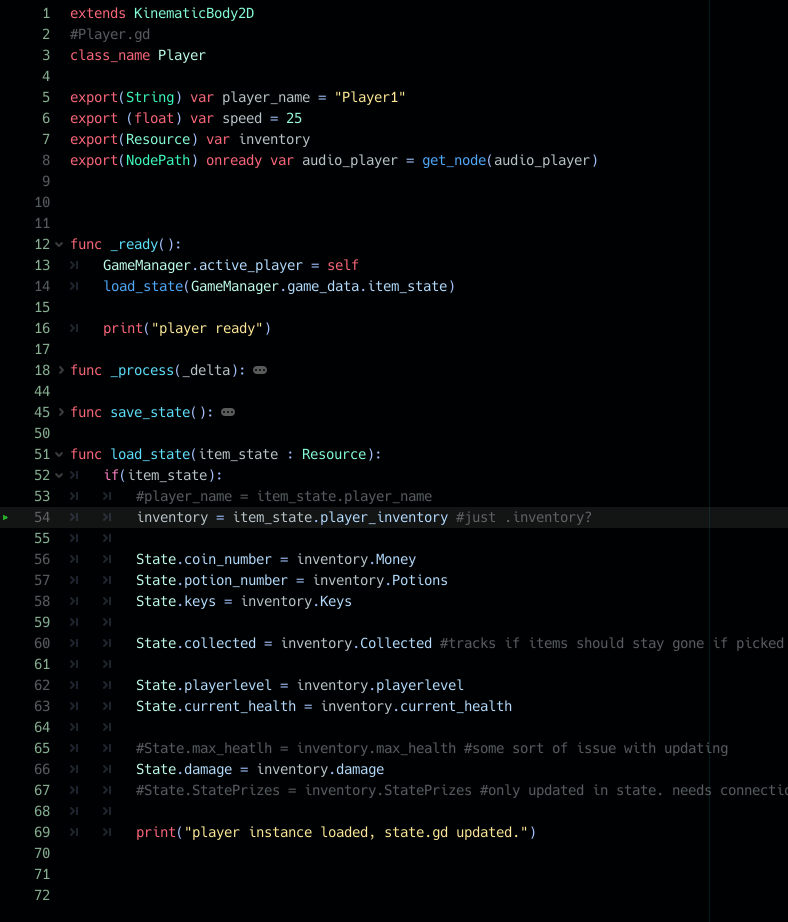 1 extends KinematicBody2D
2 #Player.gd
3 class_name Player
4
5 export(String) var player_name = "Player1"
6 export (float) var speed = 25
7 export(Resource) var inventory
8 export(NodePath) onready var audio_player = get_node(audio_player)
9
10
11
12 func _ready():
13 GameManager.active_player = self
14 load_state(GameManager.game_data.item_state)
15
16 print("player ready")
17
18 func _process(_delta):
44
45 func save_state():
50
51 func load_state(item_state : Resource):
52 if(item_state):
53 #player_name = item_state.player_name
54 inventory = item_state.player_inventory #just .inventory?
55
56 State.coin_number = inventory.Money
57 State.potion_number = inventory.Potions
58 State.keys = inventory.Keys
59
60 State.collected = inventory.Collected #tracks if items should stay gone if picked
61
62 State.playerlevel = inventory.playerlevel
63 State.current_health = inventory.current_health
64
65 #State.max_heatlh = inventory.max_health #some sort of issue with updating
66 State.damage = inventory.damage
67 #State.StatePrizes = inventory.StatePrizes #only updated in state. needs connectio
68
69 print("player instance loaded, state.gd updated.")
70
71
72